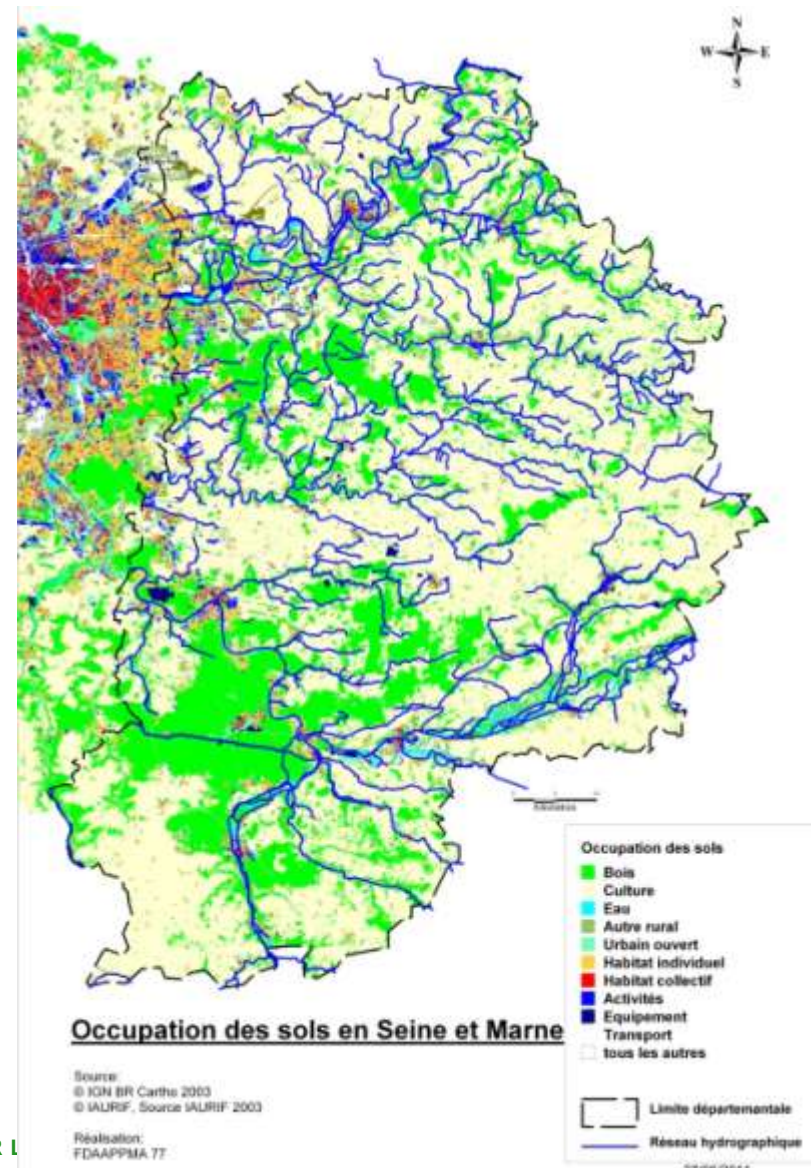 N
W E
S
Kilomètres
Occupation des sols
Bois
Culture
Eau
Autre rural
Urbain ouvert
Habitat individuel
Habitat collectif
Activités
Equipement
Transport
tous les autres
Limite départementale
Réseau hydrographique
Occupation des sols en Seine et Marne
Source:
© IGN BR Cartho 2003
© IAURIF, Source IAURIF 2003
Réalisation:
FDAAPPMA 77
R L